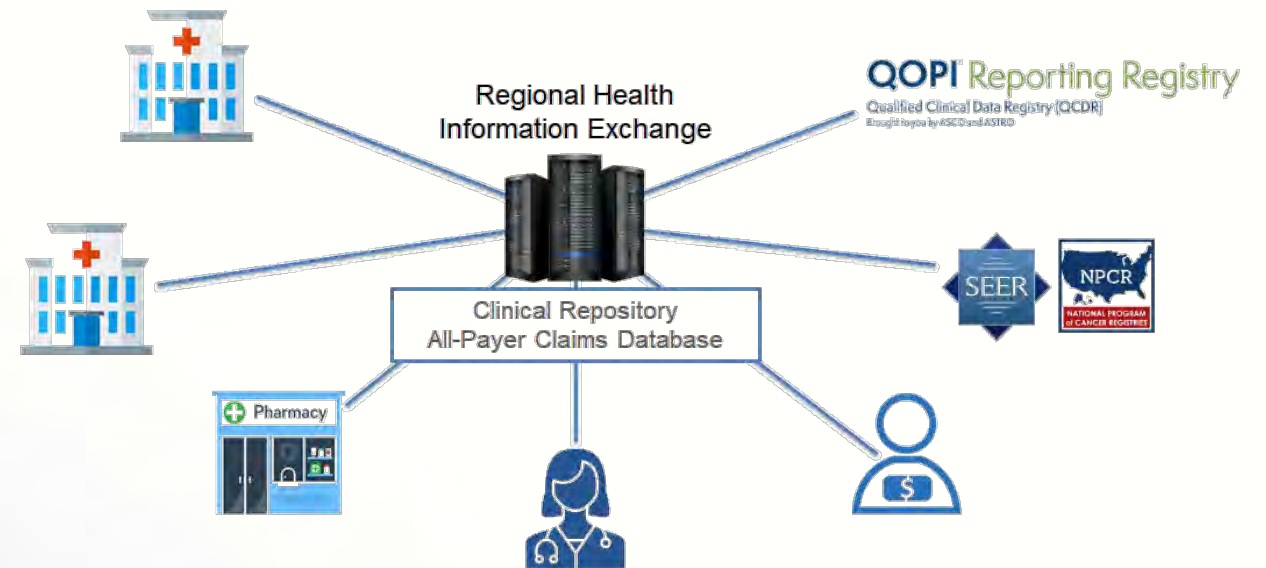 Regional Health
Information Exchange
QOPI Reporting Registry
Qualified Clinical Data Registry (QCDR)
Brought to you by ASCO and ASTRO
SEER
NPCR
NATIONAL PROGRAM
of CANCER REGISTRIES
Clinical Repository
All-Payer Claims Database
Pharmacy
$